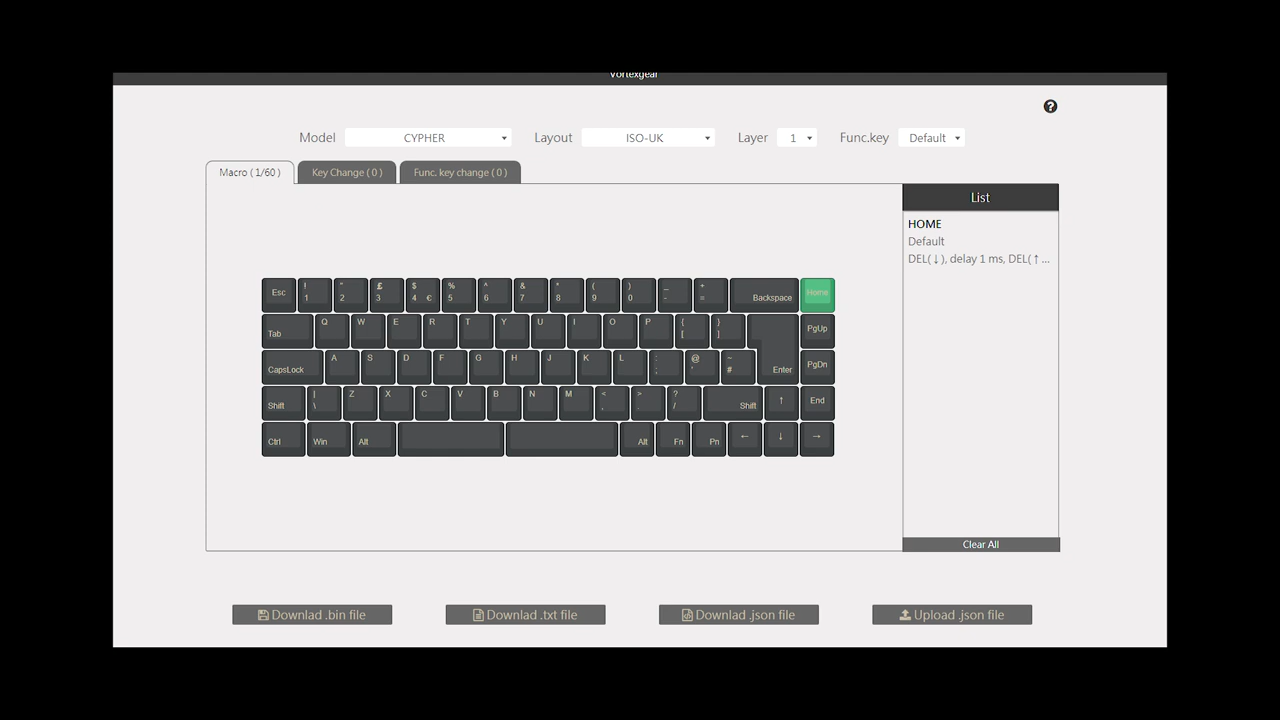 Vortexgear
Model CYPHER Layout ISO-UK Layer 1 Func.key Default
Macro ( 1/60 ) Key Change ( 0 ) Func. key change ( 0 )
List
HOME
Default
DEL(↓), delay 1 ms, DEL(↑...
Esc ! 1 " 2 £ 3 $ 4 € % 5 ^ 6 & 7 * 8 ( 9 ) 0 _ - + = Backspace Home
Tab Q W E R T Y U I O P { [ } ] PgUp
CapsLock A S D F G H J K L : ; @ ' ~ # Enter PgDn
Shift | \ Z X C V B N M < , > . ? / Shift ↑ End
Ctrl Win Alt Alt Fn Pn ← ↓ →
Clear All
Downlad .bin file Downlad .txt file Downlad .json file Upload .json file